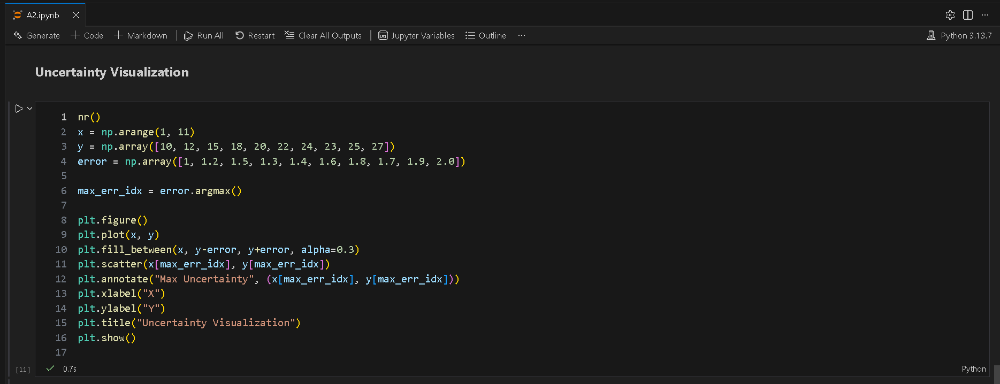 A2.ipynb
Generate Code Markdown Run All Restart Clear All Outputs Jupyter Variables Outline ... Python 3.13.7
Uncertainty Visualization
1 nr()
2 x = np.arange(1, 11)
3 y = np.array([10, 12, 15, 18, 20, 22, 24, 23, 25, 27])
4 error = np.array([1, 1.2, 1.5, 1.3, 1.4, 1.6, 1.8, 1.7, 1.9, 2.0])
5
6 max_err_idx = error.argmax()
7
8 plt.figure()
9 plt.plot(x, y)
10 plt.fill_between(x, y-error, y+error, alpha=0.3)
11 plt.scatter(x[max_err_idx], y[max_err_idx])
12 plt.annotate("Max Uncertainty", (x[max_err_idx], y[max_err_idx]))
13 plt.xlabel("X")
14 plt.ylabel("Y")
15 plt.title("Uncertainty Visualization")
16 plt.show()
17
[11] 0.7s Python